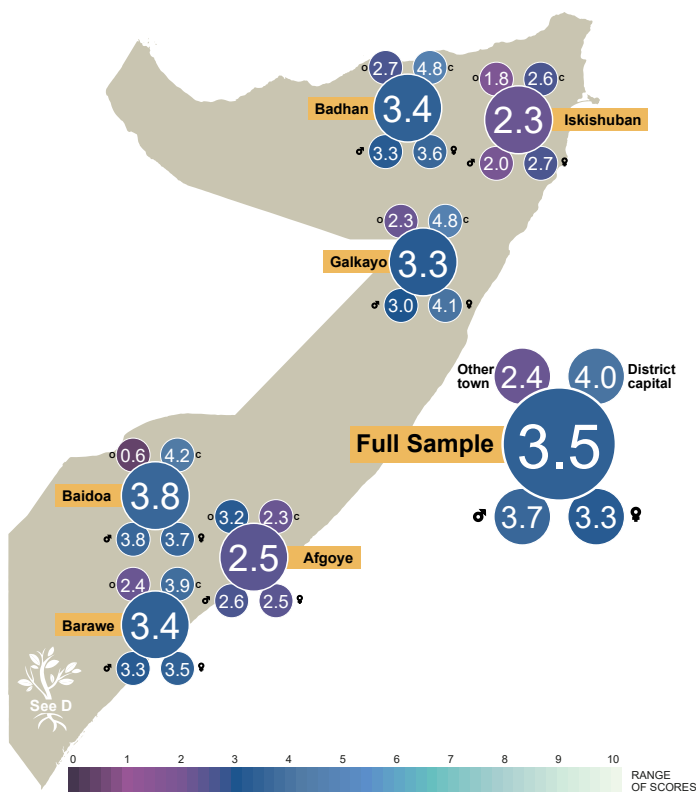 O 2.7 4.8 C
Badhan 3.4
♂ 3.3 3.6 ♀
O 1.8 2.6 C
2.3 Iskishuban
♂ 2.0 2.7 ♀
O 2.3 4.8 C
Galkayo 3.3
♂ 3.0 4.1 ♀
Other
town
2.4 4.0
District
capital
Full Sample 3.5
♂ 3.7 3.3 ♀
O 0.6 4.2 C
Baidoa 3.8
♂ 3.8 3.7 ♀
O 3.2 2.3 C
2.5 Afgoye
♂ 2.6 2.5 ♀
O 2.4 3.9 C
Barawe 3.4
♂ 3.3 3.5 ♀
See D
0 1 2 3 4 5 6 7 8 9 10
RANGE
OF SCORES